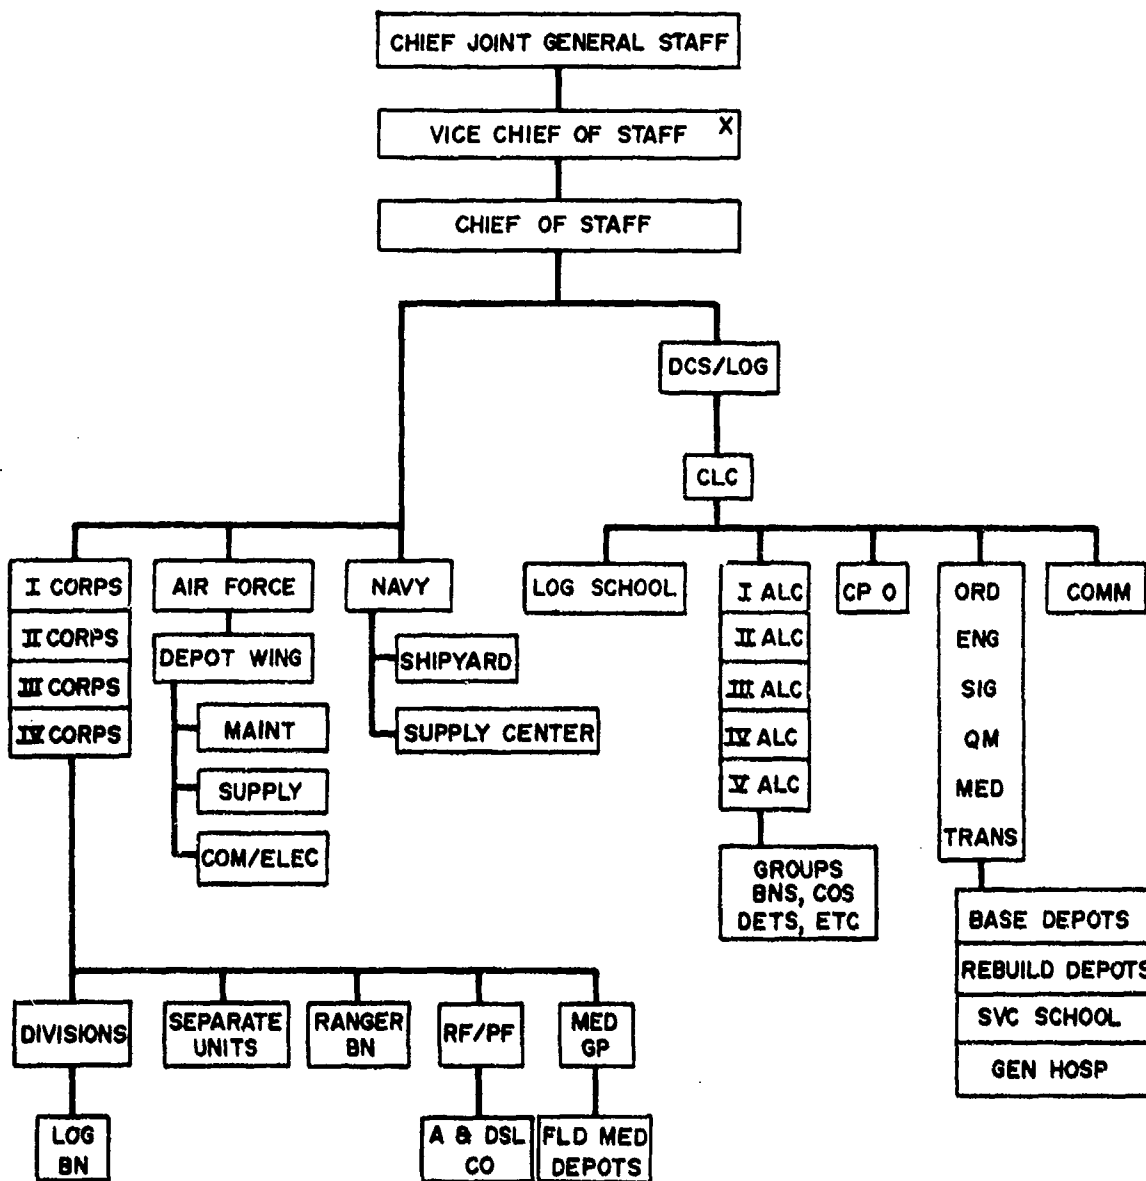 CHIEF JOINT GENERAL STAFF
VICE CHIEF OF STAFF X
CHIEF OF STAFF
DCS/LOG
CLC
I CORPS
II CORPS
III CORPS
IV CORPS
AIR FORCE
DEPOT WING
MAINT
SUPPLY
COM/ELEC
NAVY
SHIPYARD
SUPPLY CENTER
LOG SCHOOL
I ALC
II ALC
III ALC
IV ALC
V ALC
GROUPS
BNS, COS
DETS, ETC
CP O
ORD
ENG
SIG
QM
MED
TRANS
BASE DEPOTS
REBUILD DEPOTS
SVC SCHOOL
GEN HOSP
COMM
DIVISIONS
LOG
BN
SEPARATE
UNITS
RANGER
BN
RF/PF
A & DSL
CO
MED
GP
FLD MED
DEPOTS